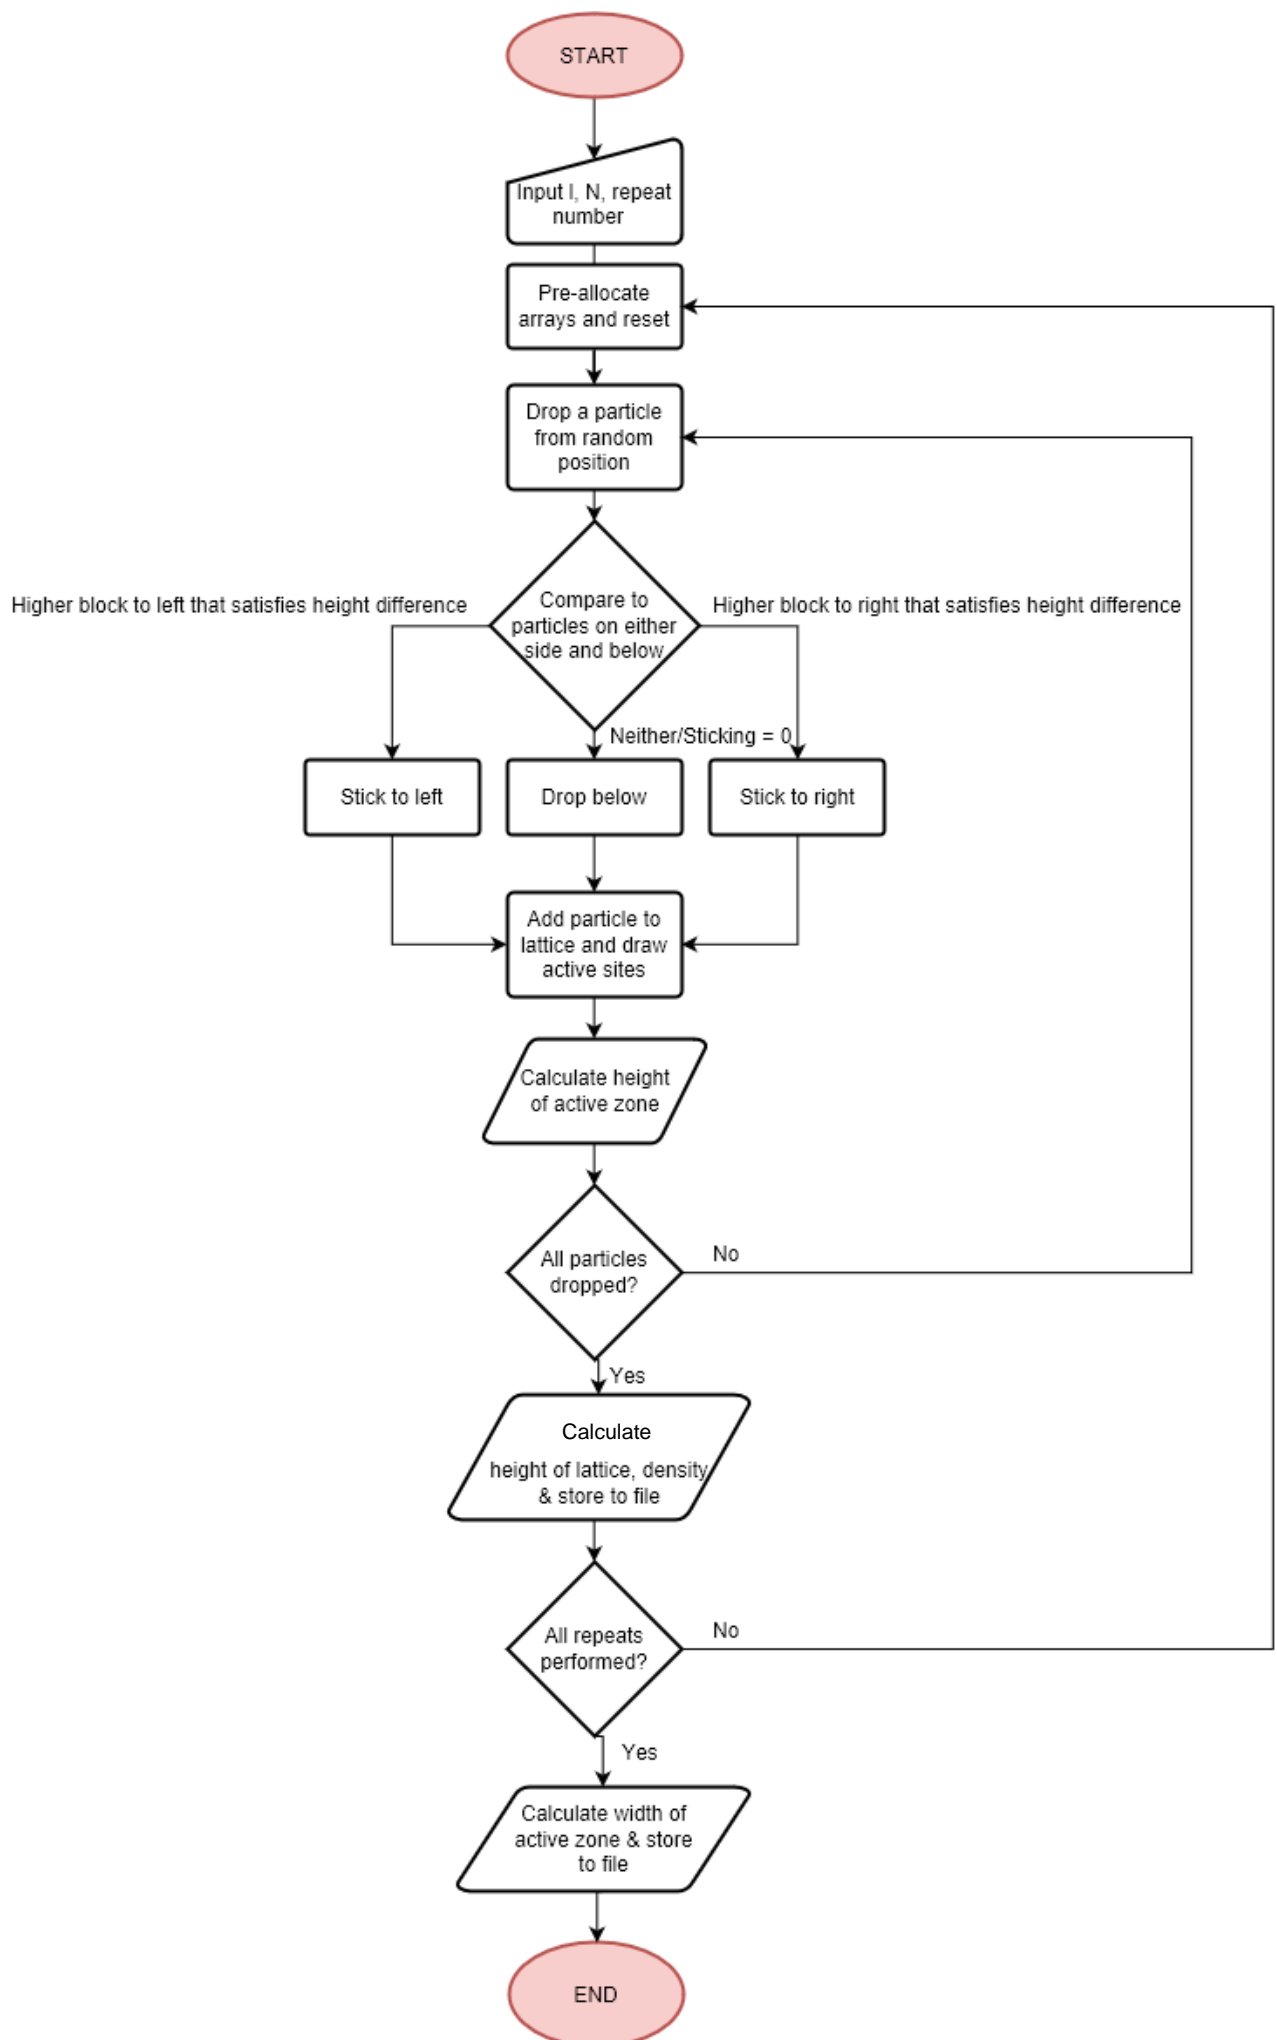 START
Input l, N, repeat
number
Pre-allocate
arrays and reset
Drop a particle
from random
position
Higher block to left that satisfies height difference
Compare to
particles on either
side and below
Higher block to right that satisfies height difference
Neither/Sticking = 0
Stick to left
Drop below
Stick to right
Add particle to
lattice and draw
active sites
Calculate height
of active zone
All particles
dropped?
No
Yes
Calculate
height of lattice, density
& store to file
All repeats
performed?
No
Yes
Calculate width of
active zone & store
to file
END